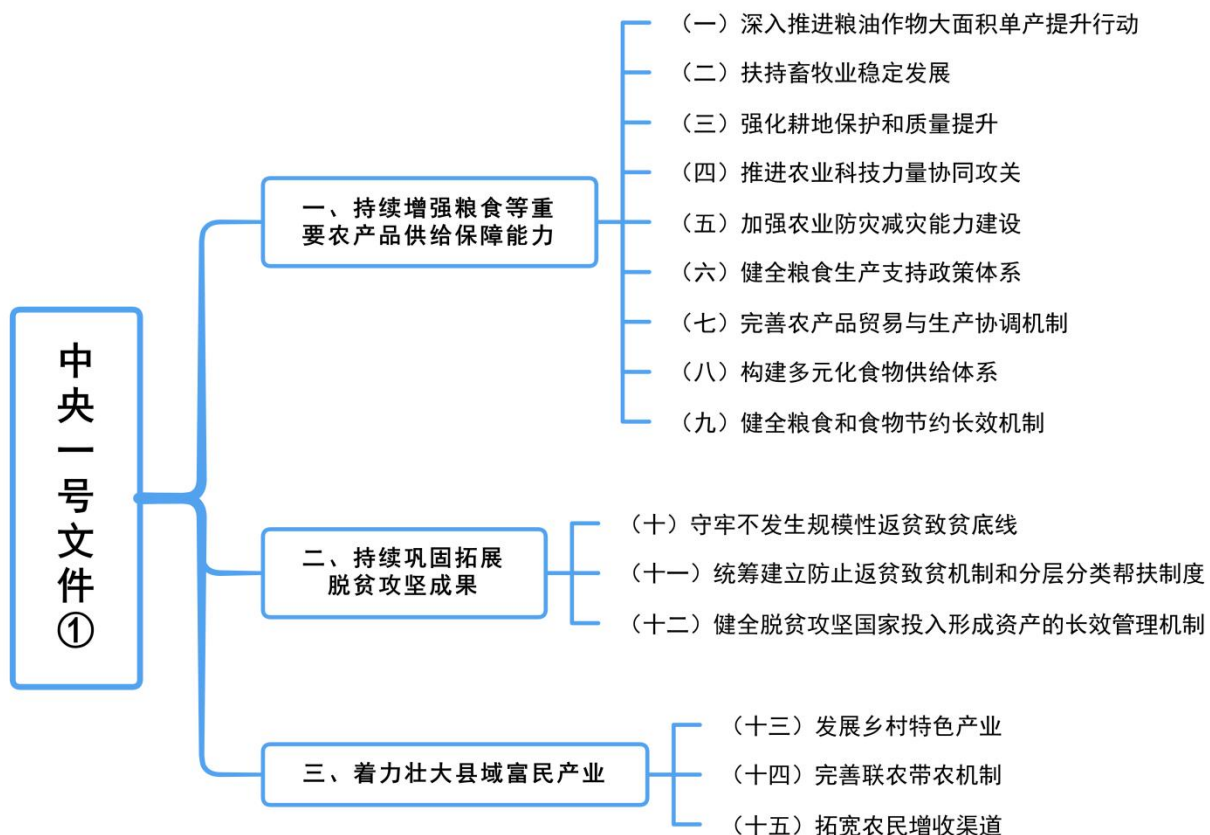 中央一号文件①
一、持续增强粮食等重
要农产品供给保障能力
（一）深入推进粮油作物大面积单产提升行动
（二）扶持畜牧业稳定发展
（三）强化耕地保护和质量提升
（四）推进农业科技力量协同攻关
（五）加强农业防灾减灾能力建设
（六）健全粮食生产支持政策体系
（七）完善农产品贸易与生产协调机制
（八）构建多元化食物供给体系
（九）健全粮食和食物节约长效机制
二、持续巩固拓展
脱贫攻坚成果
（十）守牢不发生规模性返贫致贫底线
（十一）统筹建立防止返贫致贫机制和分层分类帮扶制度
（十二）健全脱贫攻坚国家投入形成资产的长效管理机制
三、着力壮大县域富民产业
（十三）发展乡村特色产业
（十四）完善联农带农机制
（十五）拓宽农民增收渠道